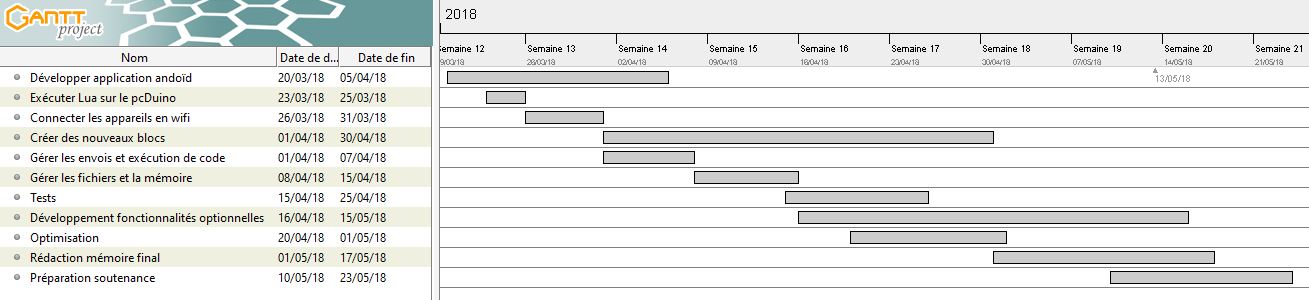 GANTT
project
2018
Nom Date de d... Date de fin
Semaine 12 Semaine 13 Semaine 14 Semaine 15 Semaine 16 Semaine 17 Semaine 18 Semaine 19 Semaine 20 Semaine 21
9/03/18 26/03/18 02/04/18 09/04/18 16/04/18 23/04/18 30/04/18 07/05/18 14/05/18 21/05/18
13/05/18
Développer application andoïd 20/03/18 05/04/18
Exécuter Lua sur le pcDuino 23/03/18 25/03/18
Connecter les appareils en wifi 26/03/18 31/03/18
Créer des nouveaux blocs 01/04/18 30/04/18
Gérer les envois et exécution de code 01/04/18 07/04/18
Gérer les fichiers et la mémoire 08/04/18 15/04/18
Tests 15/04/18 25/04/18
Développement fonctionnalités optionnelles 16/04/18 15/05/18
Optimisation 20/04/18 01/05/18
Rédaction mémoire final 01/05/18 17/05/18
Préparation soutenance 10/05/18 23/05/18